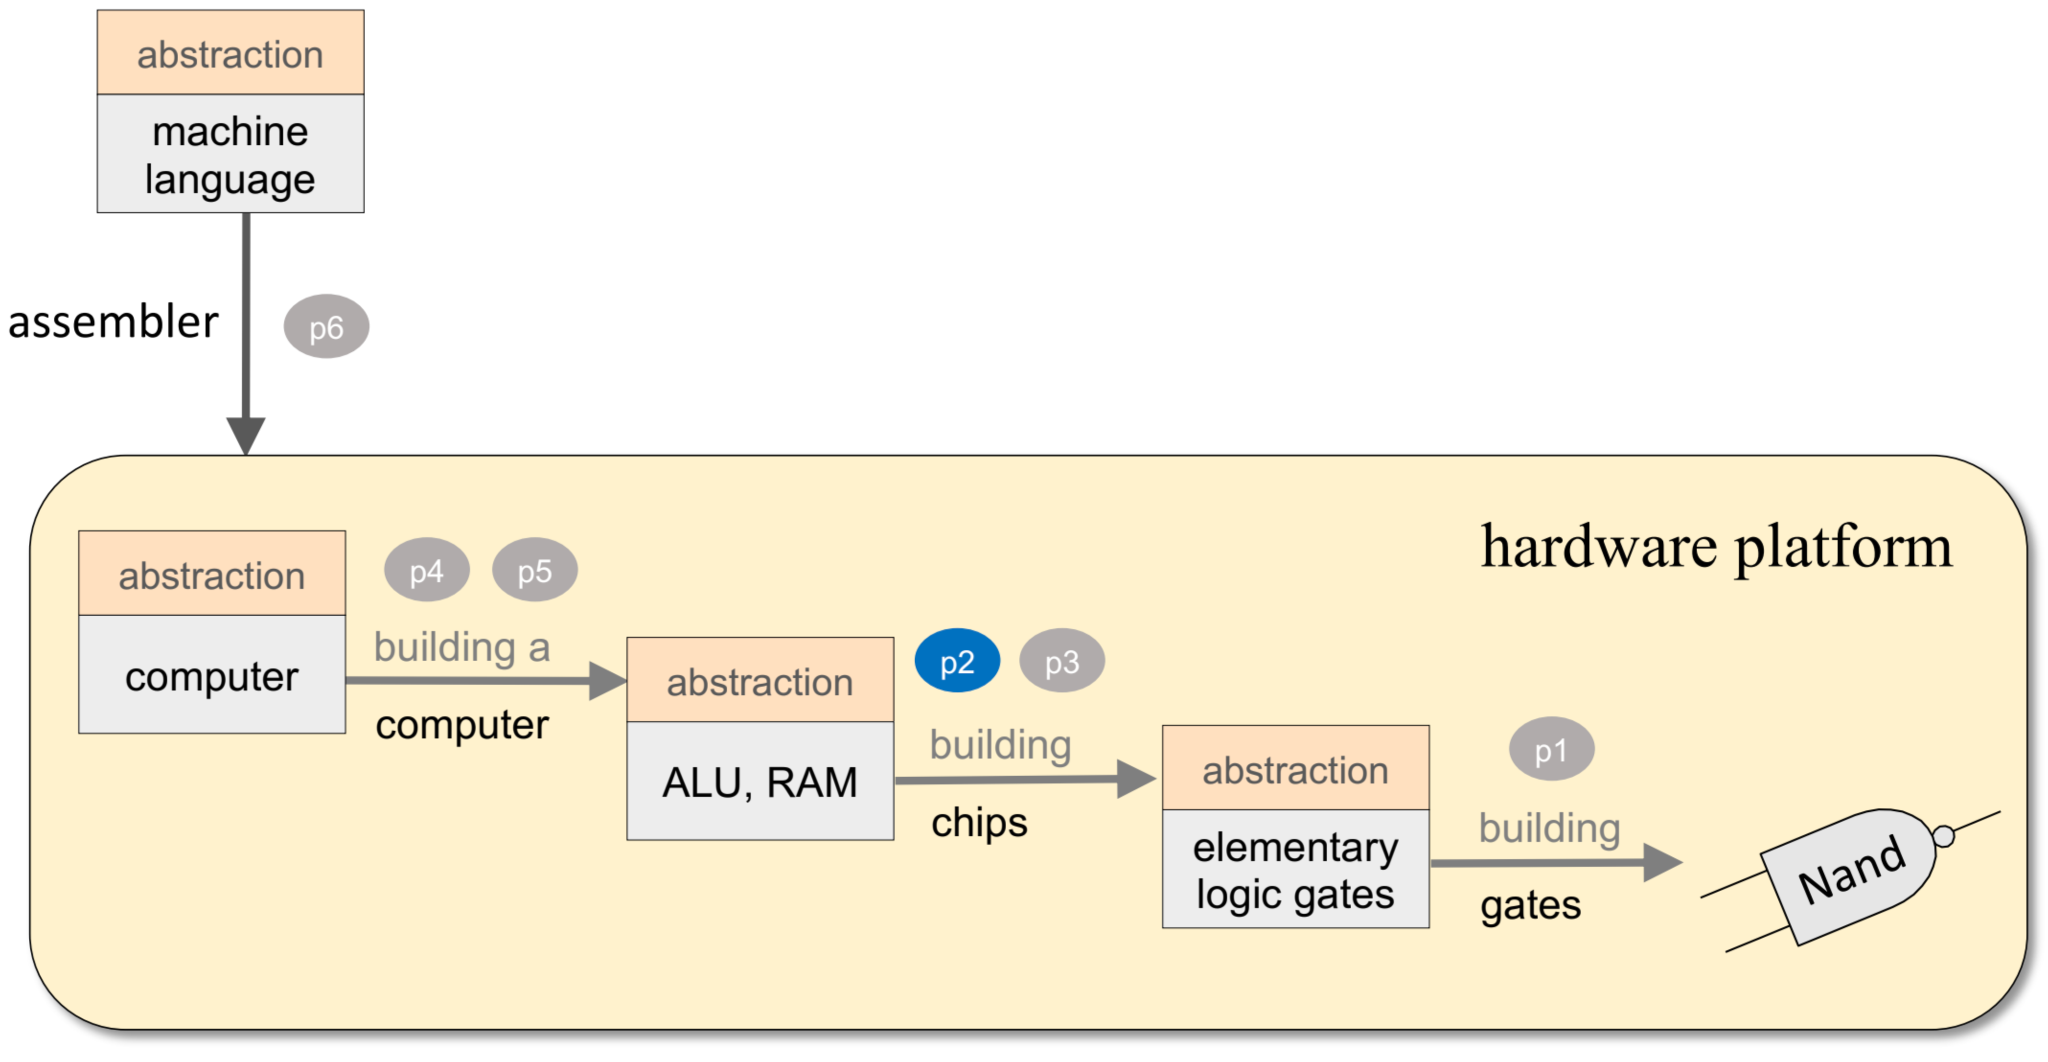 abstraction
machine
language
assembler
p6
hardware platform
abstraction
computer
p4
p5
building a
computer
abstraction
ALU, RAM
p2
p3
building
chips
abstraction
elementary
logic gates
p1
building
gates
Nand